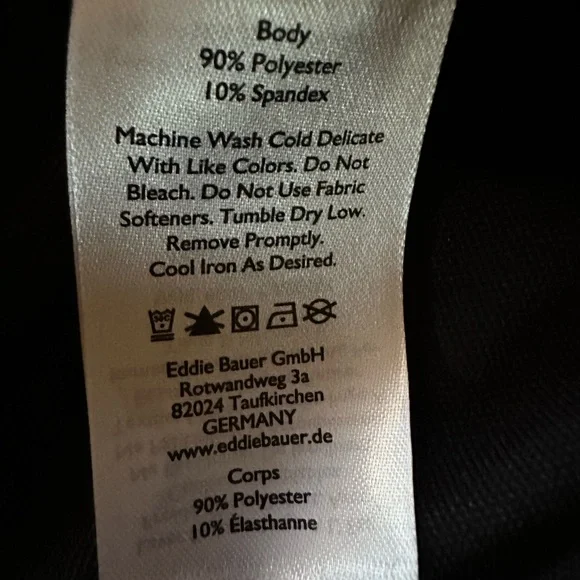 Body
90% Polyester
10% Spandex
Machine Wash Cold Delicate
With Like Colors. Do Not
Bleach. Do Not Use Fabric
Softeners. Tumble Dry Low.
Remove Promptly.
Cool Iron As Desired.
Eddie Bauer GmbH
Rotwandweg 3a
82024 Taufkirchen
GERMANY
www.eddiebauer.de
Corps
90% Polyester
10% Élasthanne